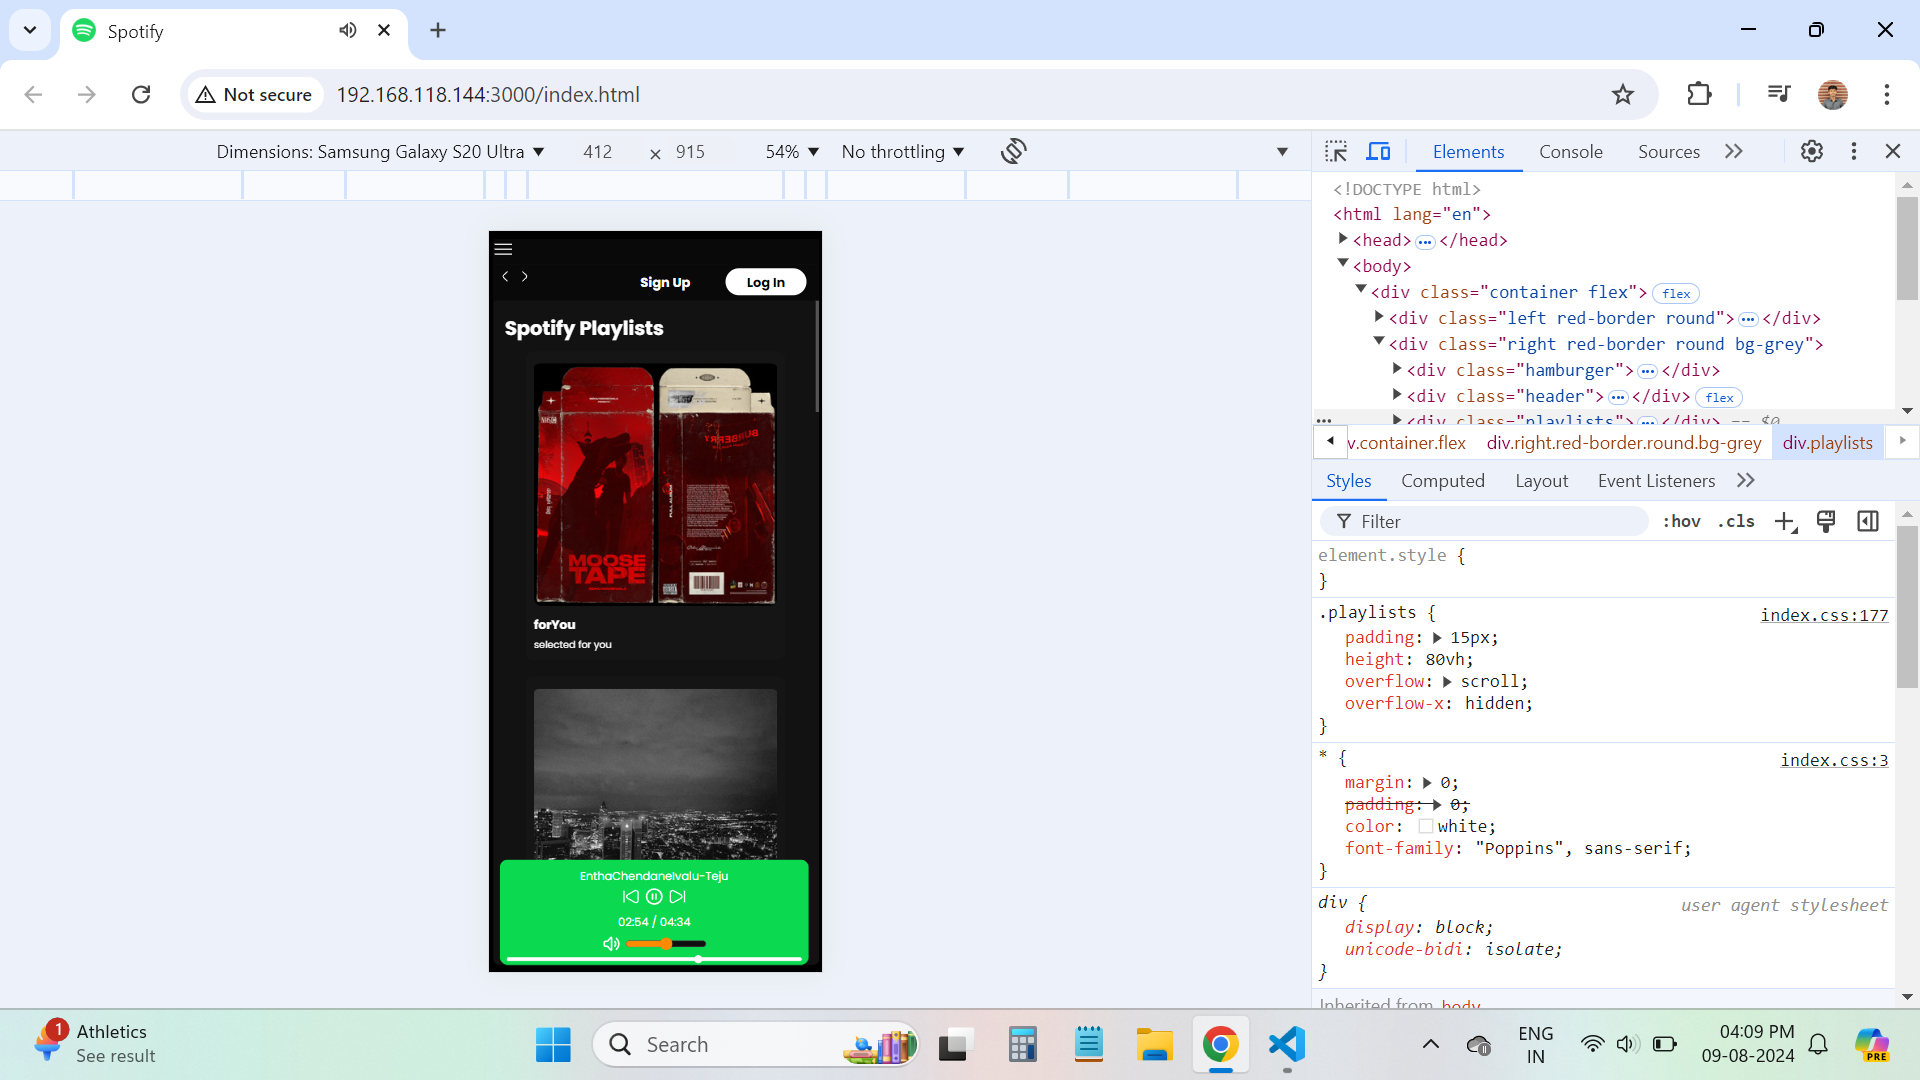 Spotify
Not secure
192.168.118.144:3000/index.html
Dimensions: Samsung Galaxy S20 Ultra ▼ 412 × 915 54% ▼ No throttling ▼
Elements Console Sources
Sign Up Log In
Spotify Playlists
MOOSE
TAPE
BURBERRY
FULL ALBUM
forYou
selected for you
EnthaChendanelvalu-Teju
02:54 / 04:34
<!DOCTYPE html>
<html lang="en">
<head> ••• </head>
<body>
<div class="container flex"> flex
<div class="left red-border round"> ••• </div>
<div class="right red-border round bg-grey">
<div class="hamburger"> ••• </div>
<div class="header"> ••• </div> flex
<div class="playlists"> ••• </div> == $0
v.container.flex div.right.red-border.round.bg-grey div.playlists
Styles Computed Layout Event Listeners
Filter :hov .cls
element.style {
}
.playlists { index.css:177
padding: 15px;
height: 80vh;
overflow: scroll;
overflow-x: hidden;
}
* { index.css:3
margin: 0;
padding: 0;
color: white;
font-family: "Poppins", sans-serif;
}
div { user agent stylesheet
display: block;
unicode-bidi: isolate;
}
Inherited from body
1
Athletics
See result
Search
PRE
ENG
IN
04:09 PM
09-08-2024